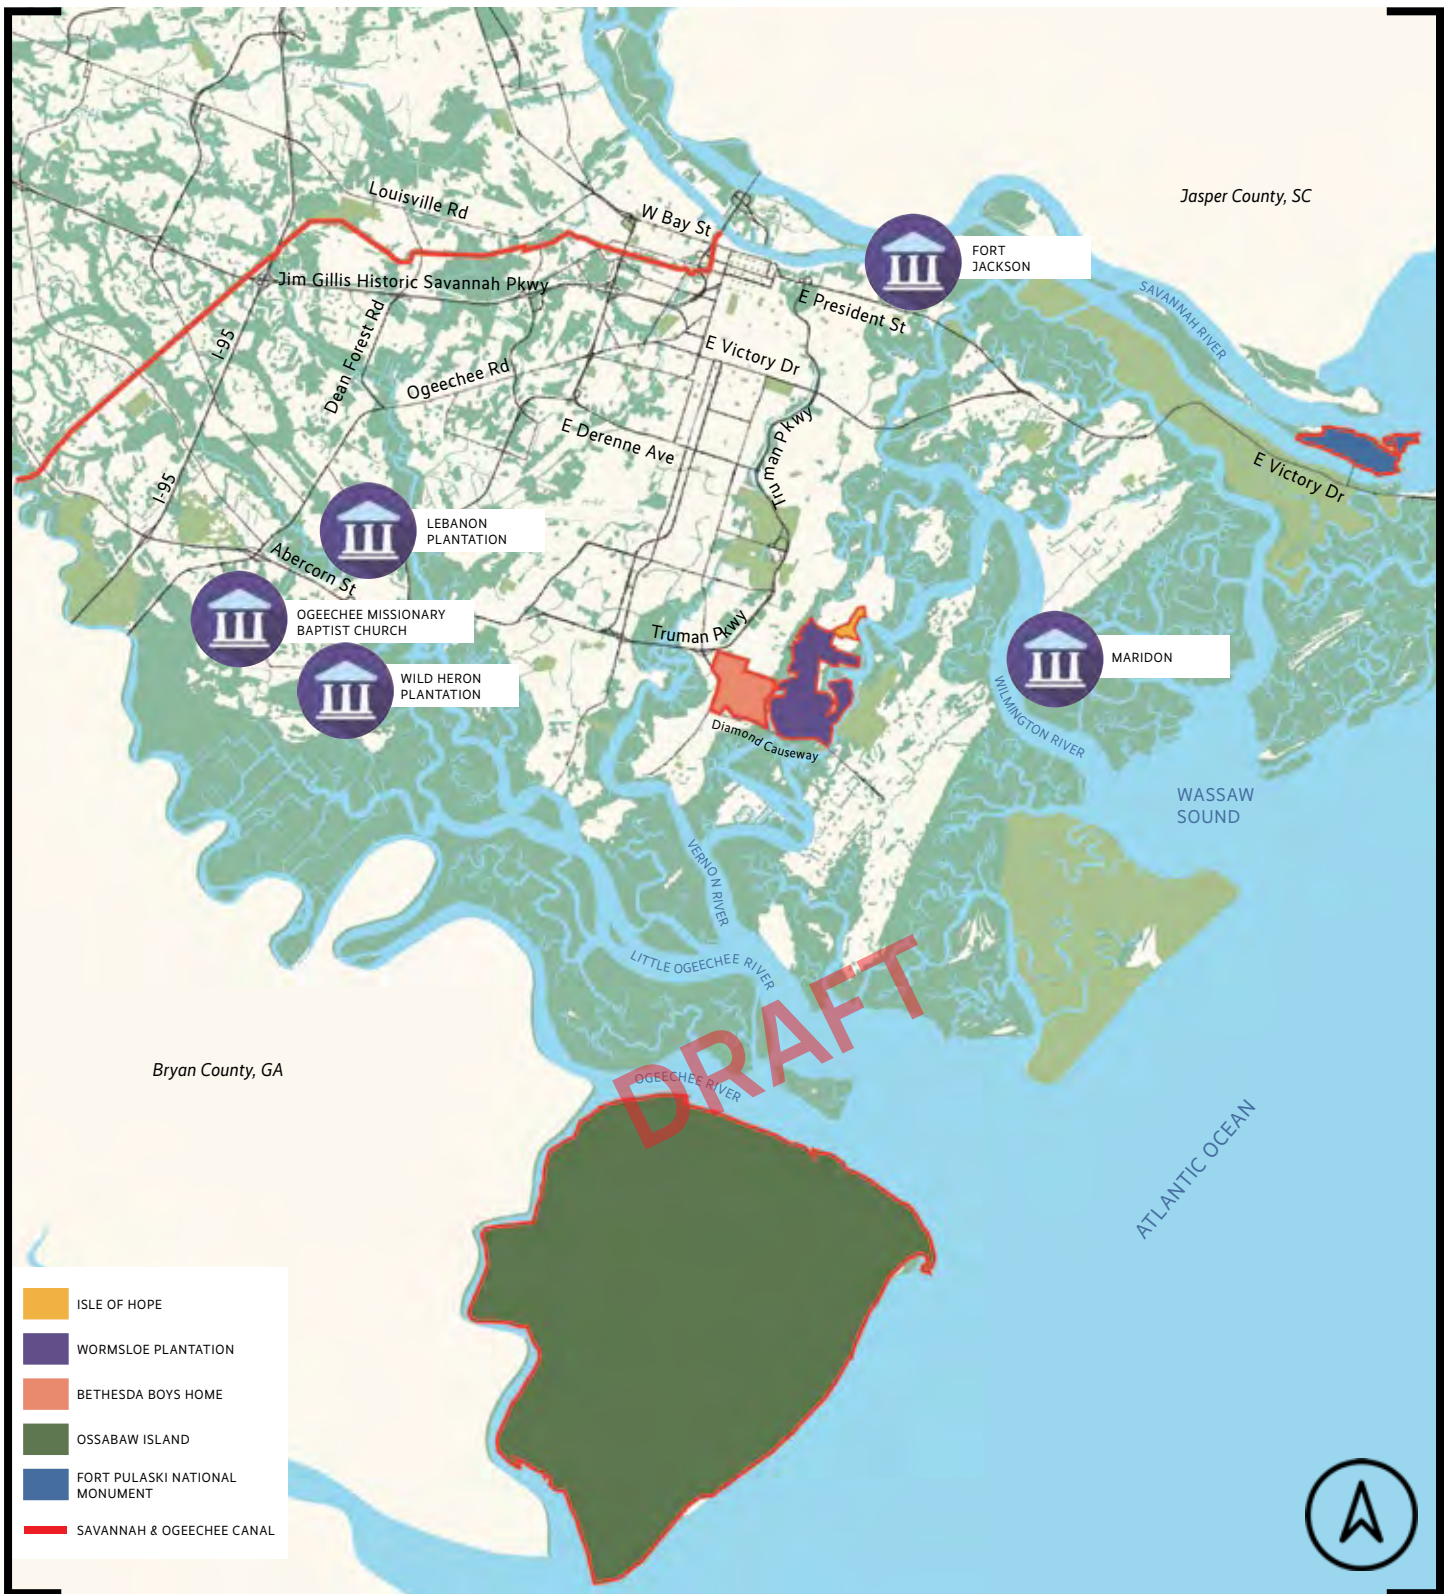 Jasper County, SC
Louisville Rd
W Bay St
FORT
JACKSON
SAVANNAH RIVER
Jim Gillis Historic Savannah Pkwy
E President St
I-95
Dean Forest Rd
E Victory Dr
Ogeechee Rd
E Derenne Ave
Truman Pkwy
E Victory Dr
I-95
LEBANON
PLANTATION
Abercorn St
OGEECHEE MISSIONARY
BAPTIST CHURCH
Truman Pkwy
WILD HERON
PLANTATION
MARIDON
WILMINGTON RIVER
Diamond Causeway
WASSAW
SOUND
VERNON RIVER
LITTLE OGEECHEE RIVER
DRAFT
Bryan County, GA
OGEECHEE RIVER
ATLANTIC OCEAN
ISLE OF HOPE
WORMSLOE PLANTATION
BETHESDA BOYS HOME
OSSABAW ISLAND
FORT PULASKI NATIONAL
MONUMENT
SAVANNAH & OGEECHEE CANAL